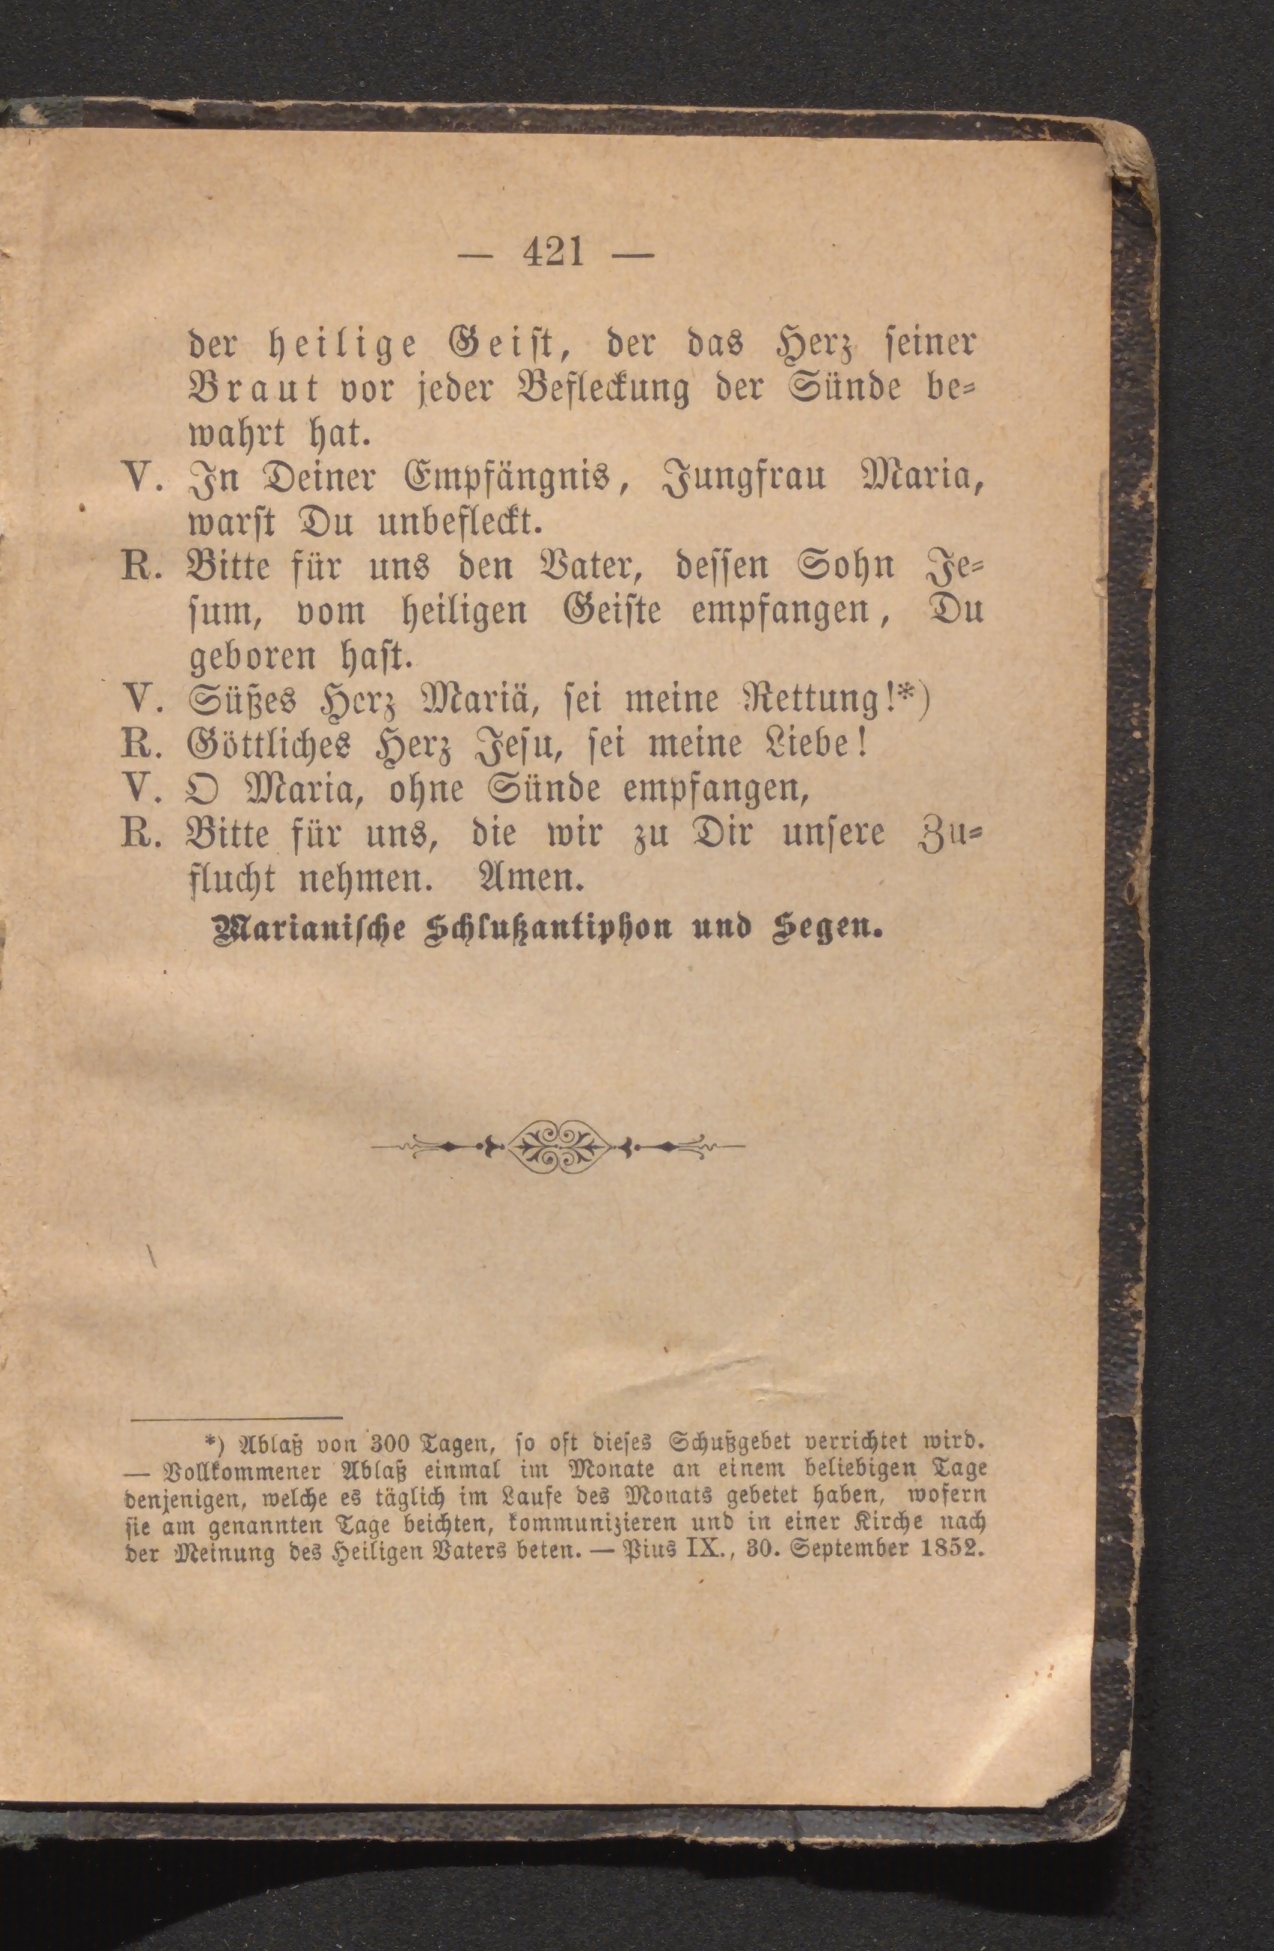 — 421 —
der heilige Geist, der das Herz seiner
Braut vor jeder Befleckung der Sünde be-
wahrt hat.
V. In Deiner Empfängnis, Jungfrau Maria,
warst Du unbefleckt.
R. Bitte für uns den Vater, dessen Sohn Je-
sum, vom heiligen Geiste empfangen, Du
geboren hast.
V. Süßes Herz Mariä, sei meine Rettung!*)
R. Göttliches Herz Jesu, sei meine Liebe!
V. O Maria, ohne Sünde empfangen,
R. Bitte für uns, die wir zu Dir unsere Zu-
flucht nehmen. Amen.
Marianische Schlußantiphon und Segen.
*) Ablaß von 300 Tagen, so oft dieses Schußgebet verrichtet wird.
— Vollkommener Ablaß einmal im Monate an einem beliebigen Tage
denjenigen, welche es täglich im Laufe des Monats gebetet haben, wofern
sie am genannten Tage beichten, kommunizieren und in einer Kirche nach
der Meinung des Heiligen Vaters beten. — Pius IX., 30. September 1852.